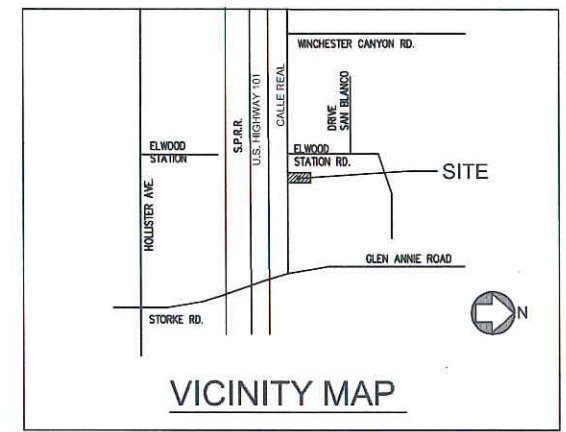 WINCHESTER CANYON RD.
HOLLISTER AVE.
ELWOOD
STATION
S.P.R.R.
U.S. HIGHWAY 101
CALLE REAL
DRIVE
SAN BLANCO
ELWOOD
STATION RD.
SITE
GLEN ANNIE ROAD
STORKE RD.
N
VICINITY MAP